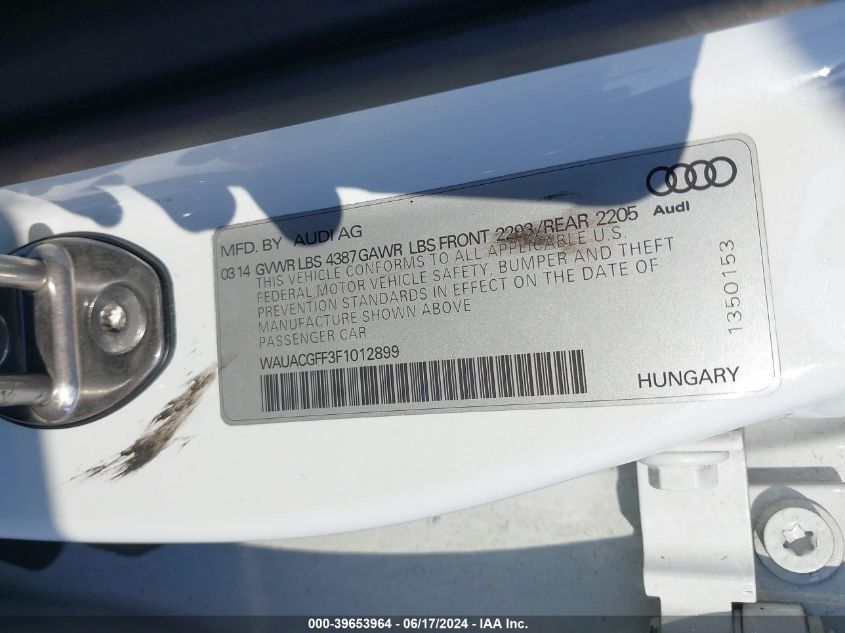 MFD. BY AUDI AG
Audi
03 14 GVWR LBS 4387 GAWR LBS FRONT 2293/REAR 2205
THIS VEHICLE CONFORMS TO ALL APPLICABLE U.S.
FEDERAL MOTOR VEHICLE SAFETY, BUMPER AND THEFT
PREVENTION STANDARDS IN EFFECT ON THE DATE OF
MANUFACTURE SHOWN ABOVE
PASSENGER CAR
WAUACGFF3F1012899
HUNGARY
1350153
000-39653964 - 06/17/2024 - IAAI Inc.